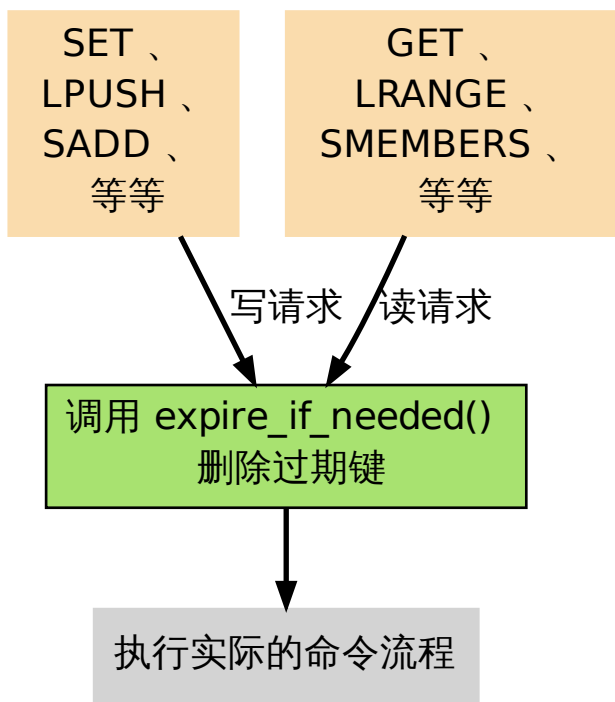 SET 、
LPUSH 、
SADD 、
等等
GET 、
LRANGE 、
SMEMBERS 、
等等
写请求
读请求
调用 expire_if_needed()
删除过期键
执行实际的命令流程